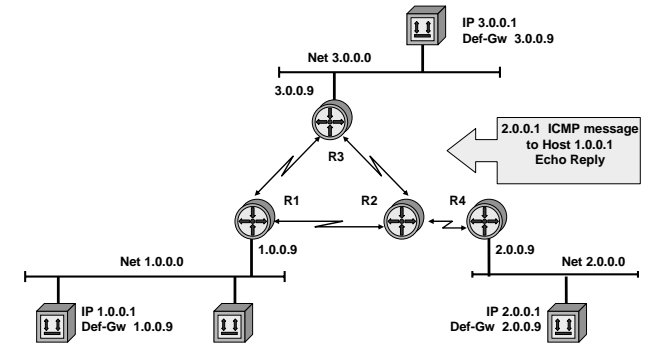 IP 3.0.0.1
Def-Gw 3.0.0.9
Net 3.0.0.0
3.0.0.9
2.0.0.1 ICMP message
to Host 1.0.0.1
Echo Reply
R3
R1
R2
R4
1.0.0.9
2.0.0.9
Net 1.0.0.0
Net 2.0.0.0
IP 1.0.0.1
Def-Gw 1.0.0.9
IP 2.0.0.1
Def-Gw 2.0.0.9